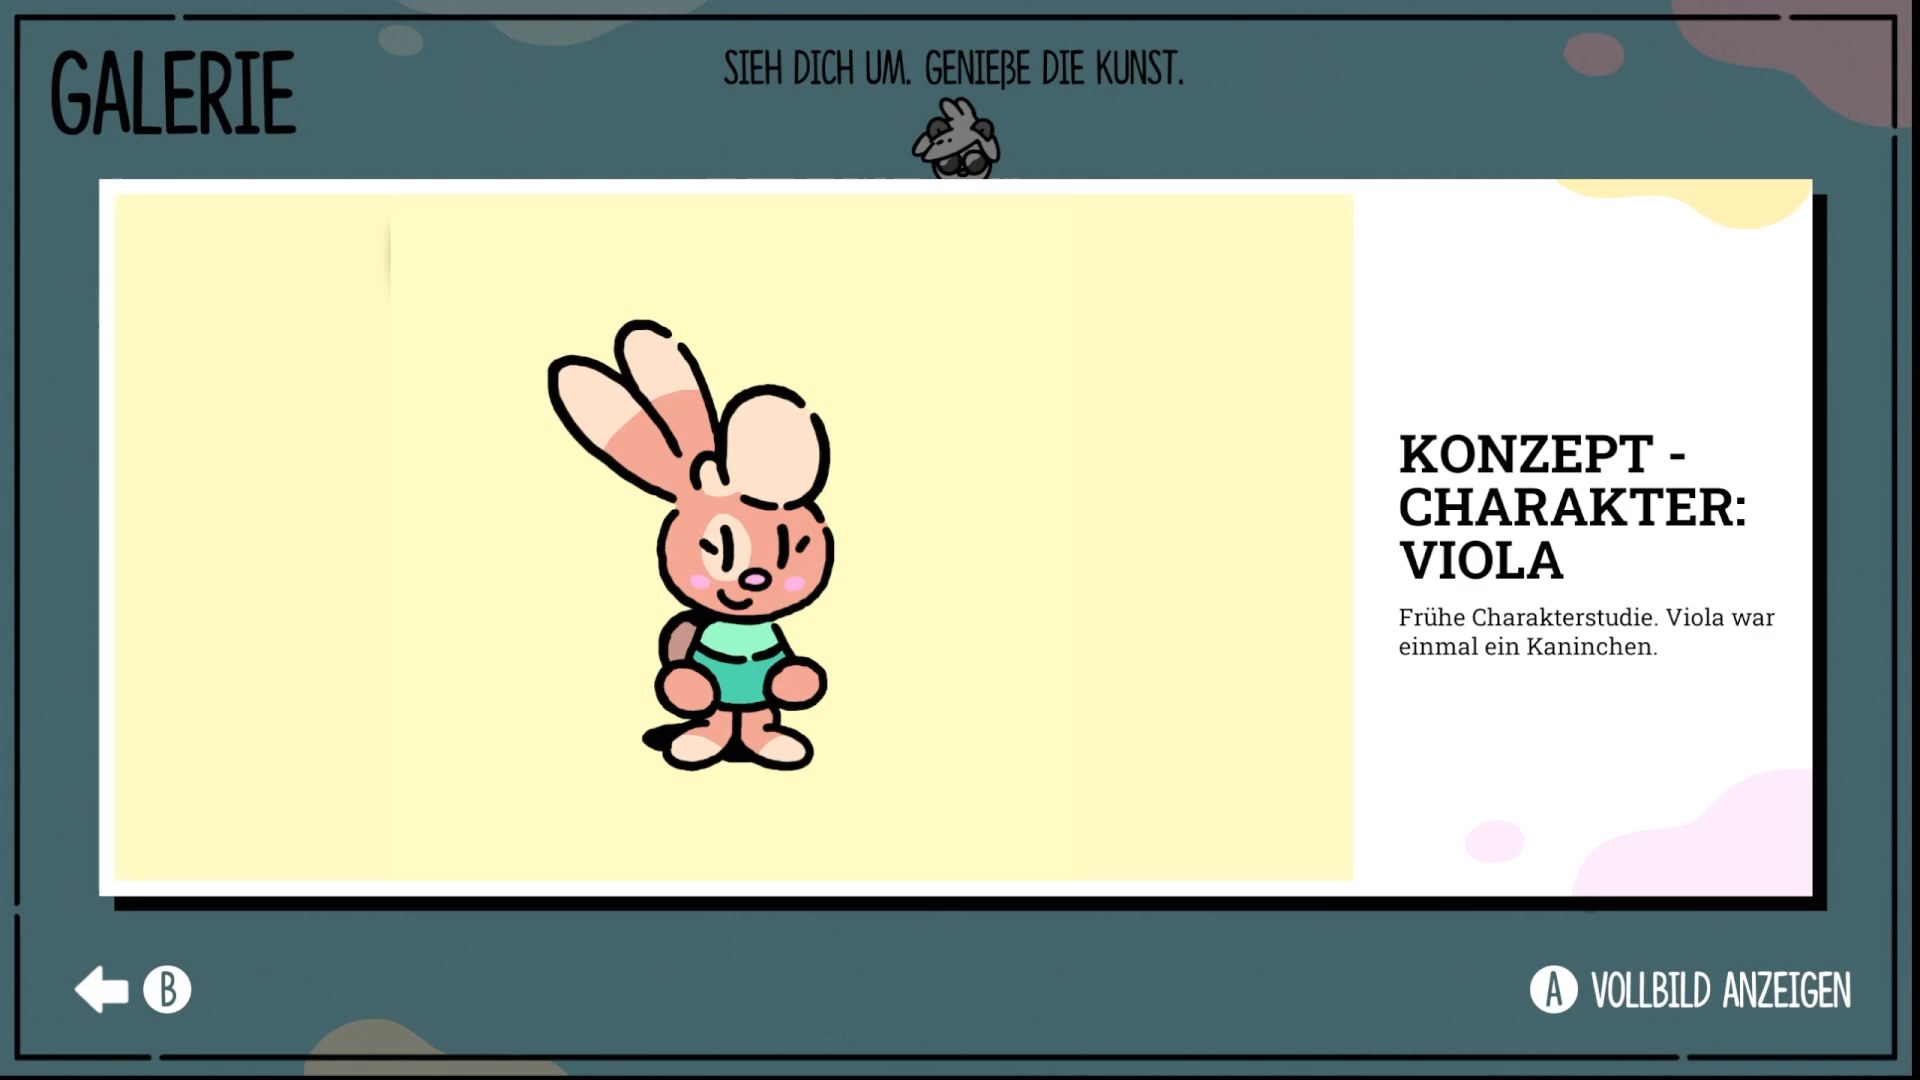 GALERIE
SIEH DICH UM. GENIEẞE DIE KUNST.
KONZEPT -
CHARAKTER:
VIOLA
Frühe Charakterstudie. Viola war
einmal ein Kaninchen.
B
A VOLLBILD ANZEIGEN